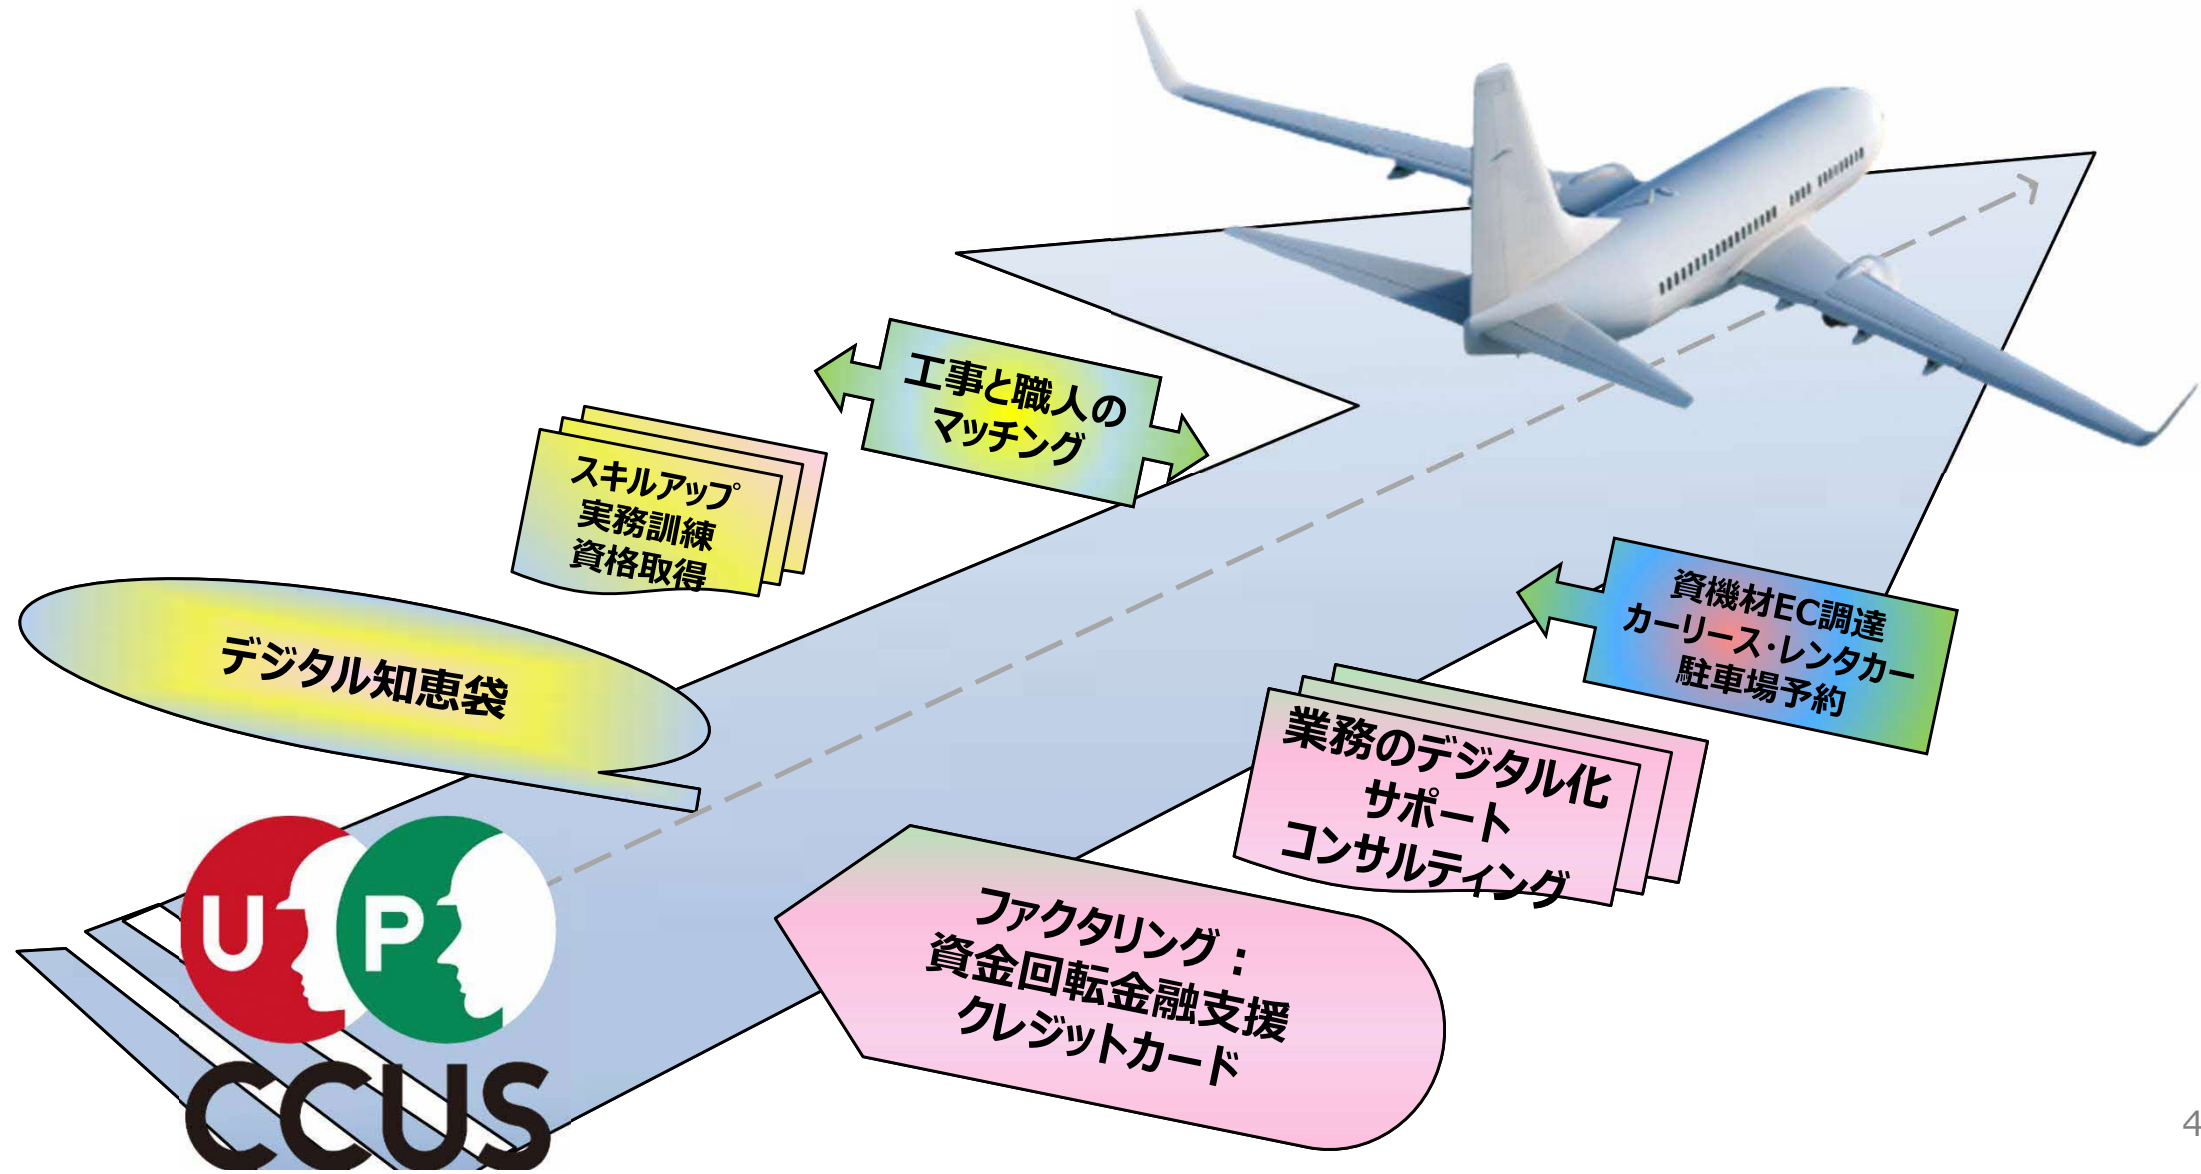 工事と職人の
マッチング
スキルアップ
実務訓練
資格取得
デジタル知恵袋
資機材EC調達
カーリース・レンタカー
駐車場予約
業務のデジタル化
サポート
コンサルティング
ファクタリング：
資金回転金融支援
クレジットカード
UP
CCUS
4